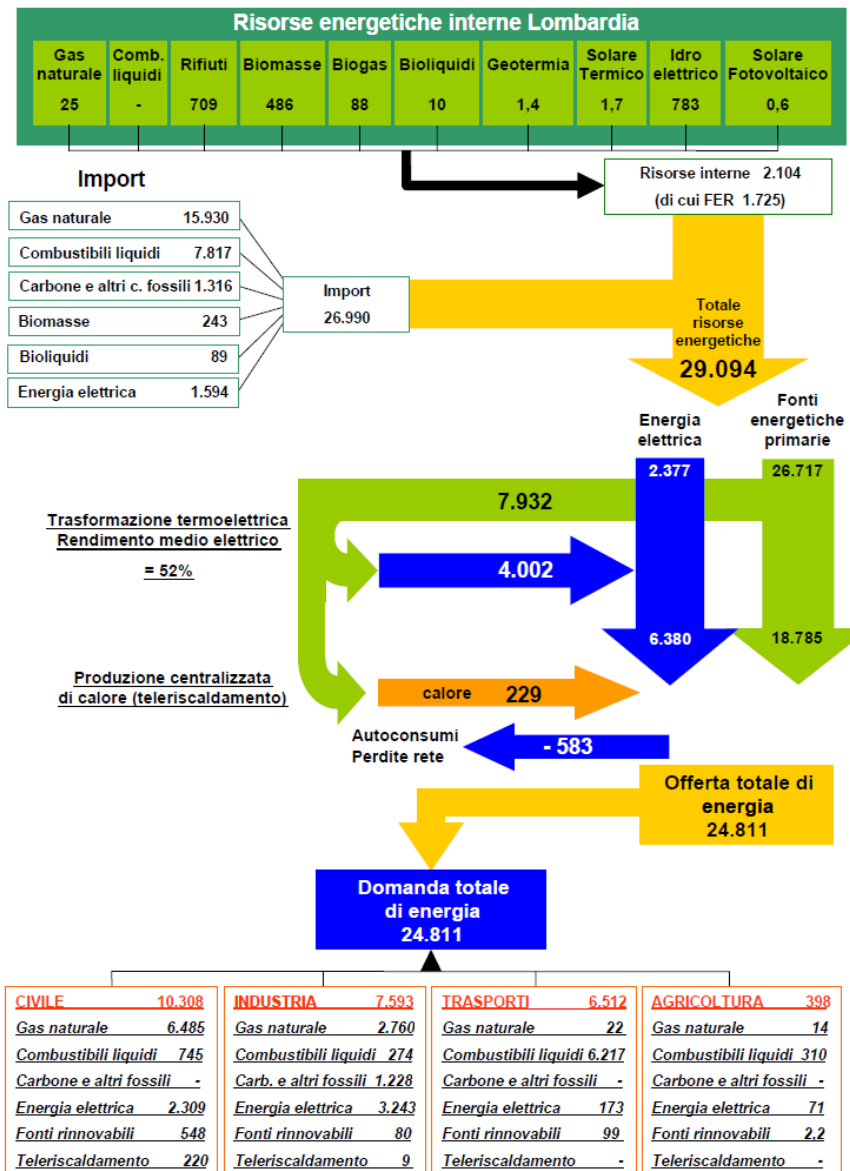 Risorse energetiche interne Lombardia
Gas naturale 25
Comb. liquidi -
Rifiuti 709
Biomasse 486
Biogas 88
Bioliquidi 10
Geotermia 1,4
Solare Termico 1,7
Idro elettrico 783
Solare Fotovoltaico 0,6
Import
Risorse interne 2.104
(di cui FER 1.725)
Gas naturale 15.930
Combustibili liquidi 7.817
Carbone e altri c. fossili 1.316
Biomasse 243
Bioliquidi 89
Energia elettrica 1.594
Import
26.990
Totale
risorse
energetiche
29.094
Energia
elettrica
Fonti
energetiche
primarie
2.377
26.717
7.932
Trasformazione termoelettrica
Rendimento medio elettrico
= 52%
4.002
6.380
18.785
Produzione centralizzata
di calore (teleriscaldamento)
calore 229
Autoconsumi
Perdite rete
- 583
Offerta totale di
energia
24.811
Domanda totale
di energia
24.811
CIVILE 10.308
Gas naturale 6.485
Combustibili liquidi 745
Carbone e altri fossili -
Energia elettrica 2.309
Fonti rinnovabili 548
Teleriscaldamento 220
INDUSTRIA 7.593
Gas naturale 2.760
Combustibili liquidi 274
Carb. e altri fossili 1.228
Energia elettrica 3.243
Fonti rinnovabili 80
Teleriscaldamento 9
TRASPORTI 6.512
Gas naturale 22
Combustibili liquidi 6.217
Carbone e altri fossili -
Energia elettrica 173
Fonti rinnovabili 99
Teleriscaldamento -
AGRICOLTURA 398
Gas naturale 14
Combustibili liquidi 310
Carbone e altri fossili -
Energia elettrica 71
Fonti rinnovabili 2,2
Teleriscaldamento -